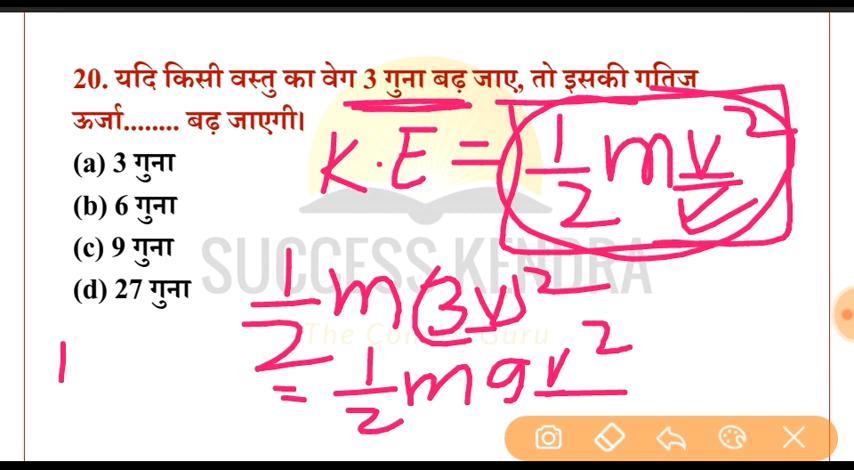 20. यदि किसी वस्तु का वेग 3 गुना बढ़ जाए, तो इसकी गतिज
ऊर्जा........ बढ़ जाएगी।
K.E = 1/2 mv²
(a) 3 गुना
(b) 6 गुना
(c) 9 गुना
(d) 27 गुना
SUCCESS KENDRA
1/2 m(3v)²
The Com Guru
= 1/2 m9v²